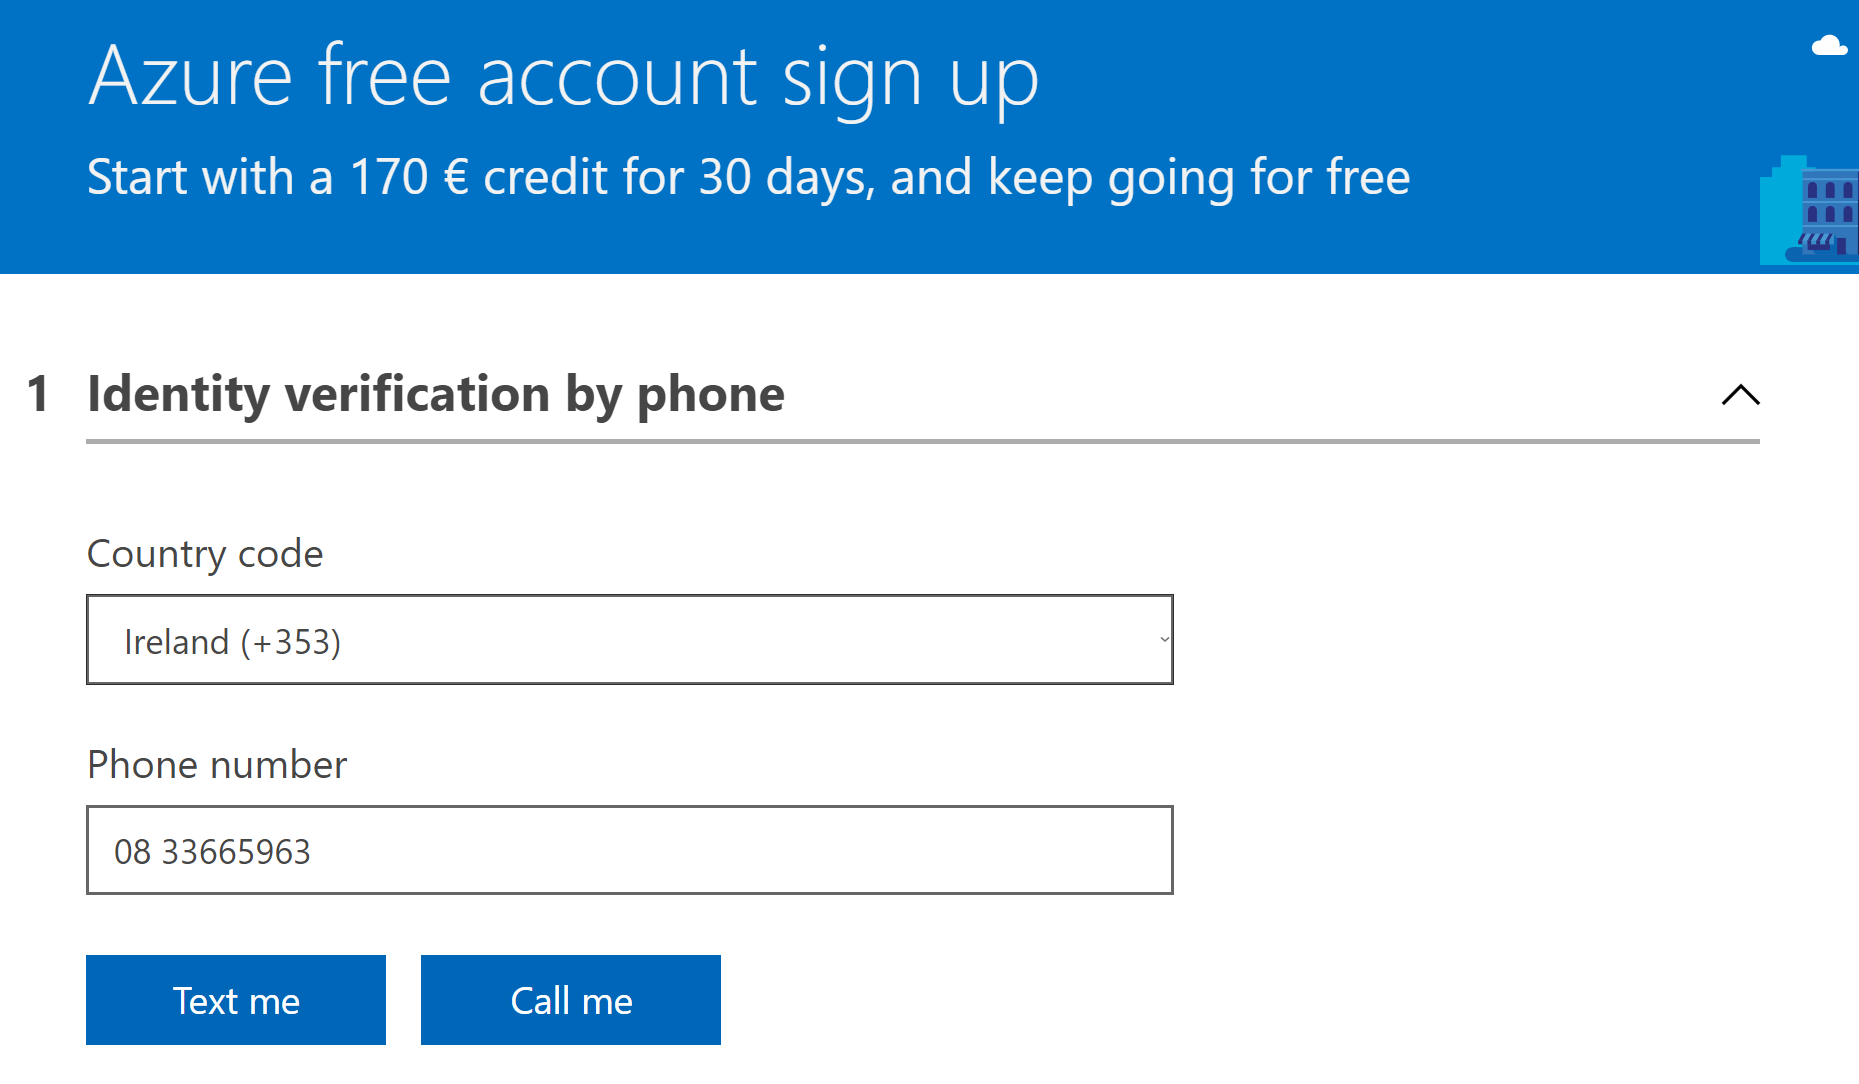 Azure free account sign up
Start with a 170 € credit for 30 days, and keep going for free
1 Identity verification by phone
Country code
Ireland (+353)
Phone number
08 33665963
Text me Call me